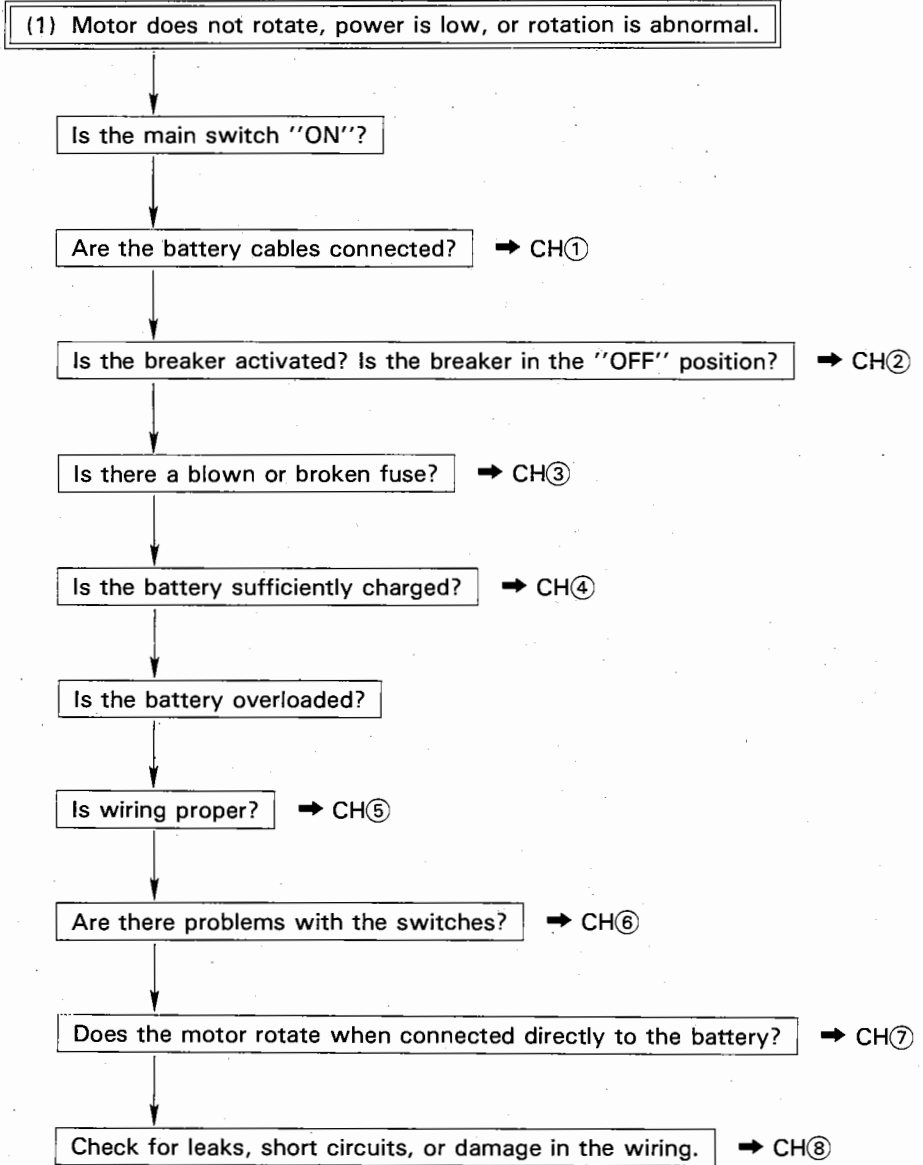 (1) Motor does not rotate, power is low, or rotation is abnormal.
Is the main switch ''ON''?
Are the battery cables connected? ➡ CH①
Is the breaker activated? Is the breaker in the ''OFF'' position? ➡ CH②
Is there a blown or broken fuse? ➡ CH③
Is the battery sufficiently charged? ➡ CH④
Is the battery overloaded?
Is wiring proper? ➡ CH⑤
Are there problems with the switches? ➡ CH⑥
Does the motor rotate when connected directly to the battery? ➡ CH⑦
Check for leaks, short circuits, or damage in the wiring. ➡ CH⑧